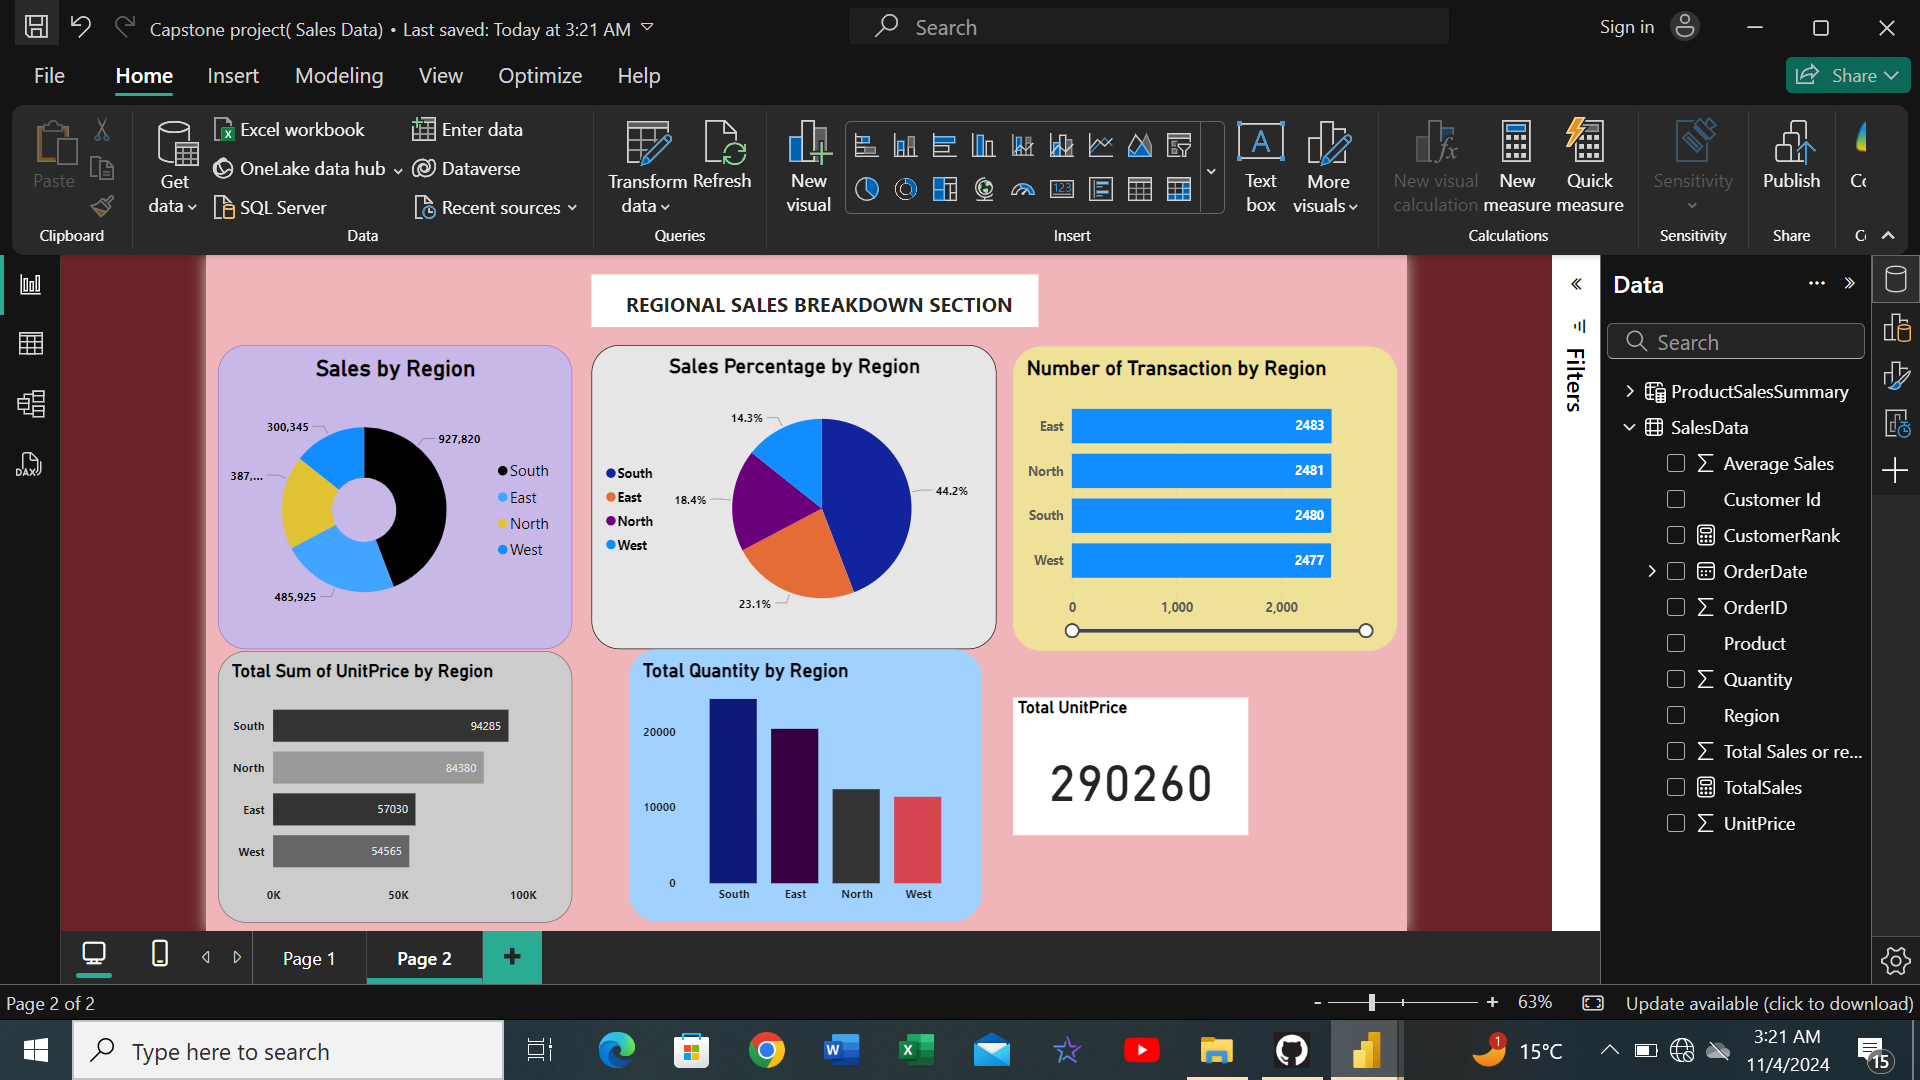 Capstone project( Sales Data) • Last saved: Today at 3:21 AM
Search
Sign in
File
Home
Insert
Modeling
View
Optimize
Help
Share
Paste
Clipboard
Get data
Excel workbook
OneLake data hub
SQL Server
Enter data
Dataverse
Recent sources
Data
Transform data
Refresh
Queries
New visual
123
A
Text box
More visuals
Insert
New visual calculation
New measure
Quick measure
Calculations
Sensitivity
Sensitivity
Publish
Share
REGIONAL SALES BREAKDOWN SECTION
Sales by Region
300,345
927,820
387,...
485,925
South
East
North
West
Sales Percentage by Region
14.3%
44.2%
18.4%
23.1%
South
East
North
West
Number of Transaction by Region
East 2483
North 2481
South 2480
West 2477
0 1,000 2,000
Total Sum of UnitPrice by Region
South 94285
North 84380
East 57030
West 54565
0K 50K 100K
Total Quantity by Region
20000
10000
0
South East North West
Total UnitPrice
290260
Filters
Data
Search
ProductSalesSummary
SalesData
Average Sales
Customer Id
CustomerRank
OrderDate
OrderID
Product
Quantity
Region
Total Sales or re...
TotalSales
UnitPrice
DAX
Page 1
Page 2
Page 2 of 2
63%
Update available (click to download)
Type here to search
1
15°C
3:21 AM
11/4/2024
15